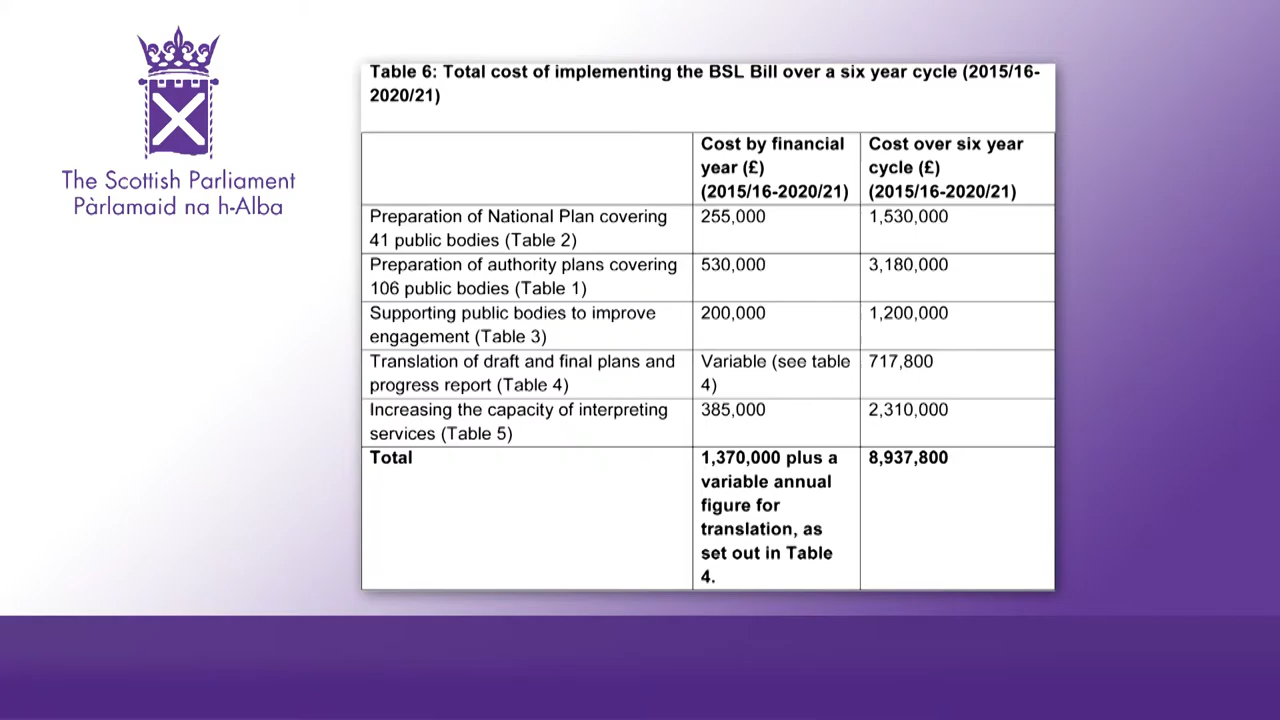 The Scottish Parliament
Pàrlamaid na h-Alba
Table 6: Total cost of implementing the BSL Bill over a six year cycle (2015/16-
2020/21)
Cost by financial
year (£)
(2015/16-2020/21)
Cost over six year
cycle (£)
(2015/16-2020/21)
Preparation of National Plan covering
41 public bodies (Table 2)
255,000
1,530,000
Preparation of authority plans covering
106 public bodies (Table 1)
530,000
3,180,000
Supporting public bodies to improve
engagement (Table 3)
200,000
1,200,000
Translation of draft and final plans and
progress report (Table 4)
Variable (see table
4)
717,800
Increasing the capacity of interpreting
services (Table 5)
385,000
2,310,000
Total
1,370,000 plus a
variable annual
figure for
translation, as
set out in Table
4.
8,937,800